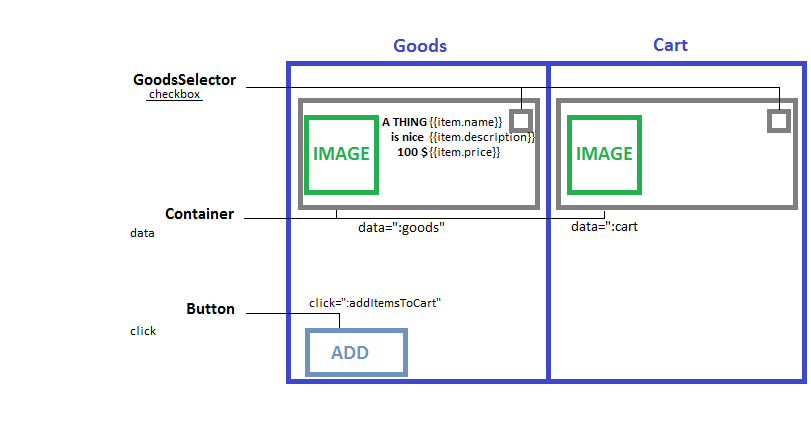 Goods
Cart
GoodsSelector
checkbox
A THING {{item.name}}
is nice {{item.description}}
100 $ {{item.price}}
IMAGE
IMAGE
Container
data
data=":goods"
data=":cart
Button
click
click=":addItemsToCart"
ADD